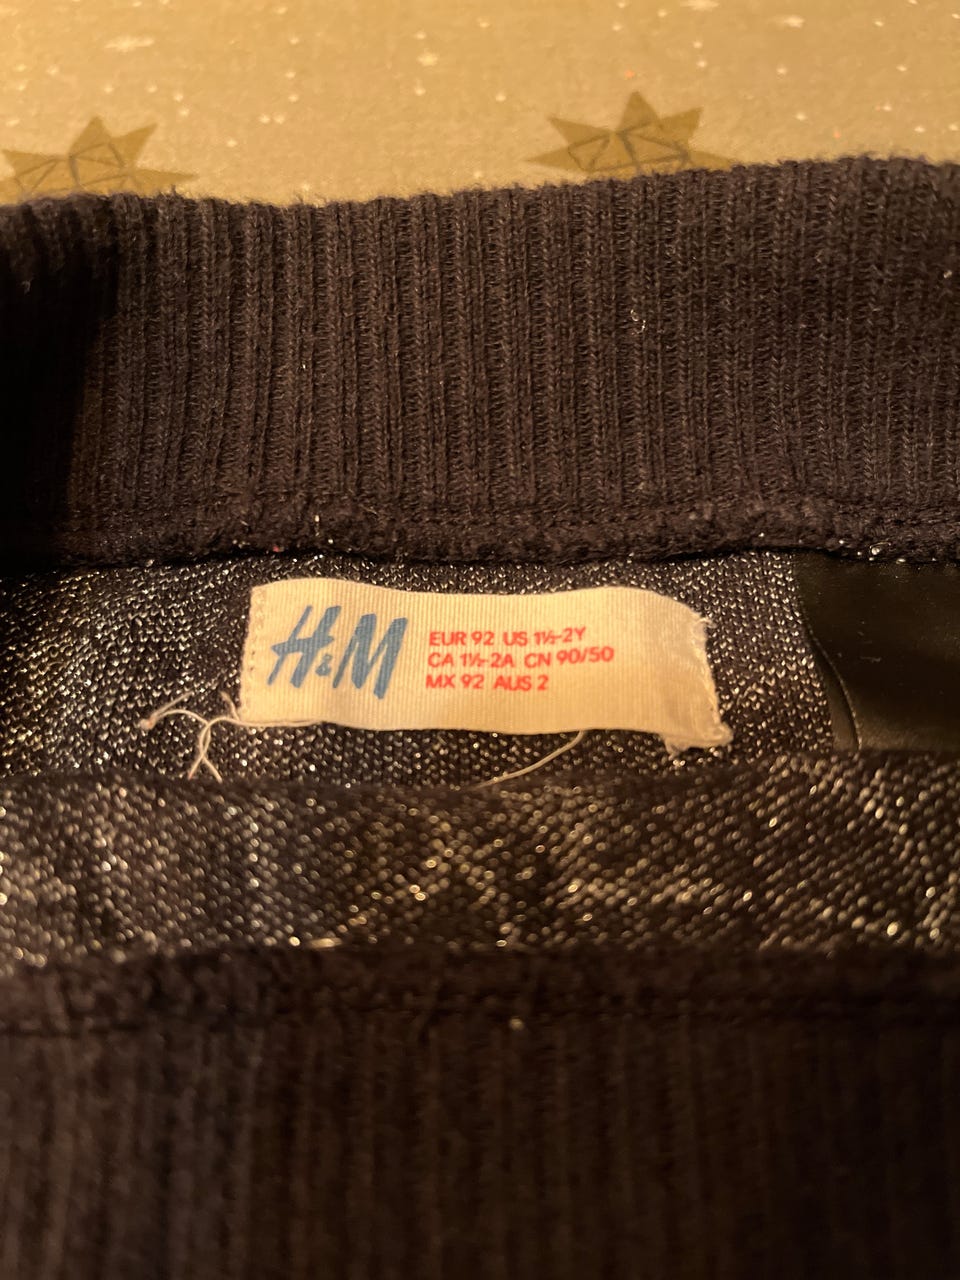 H&M
EUR 92 US 1½-2Y
CA 1½-2A CN 90/50
MX 92 AUS 2